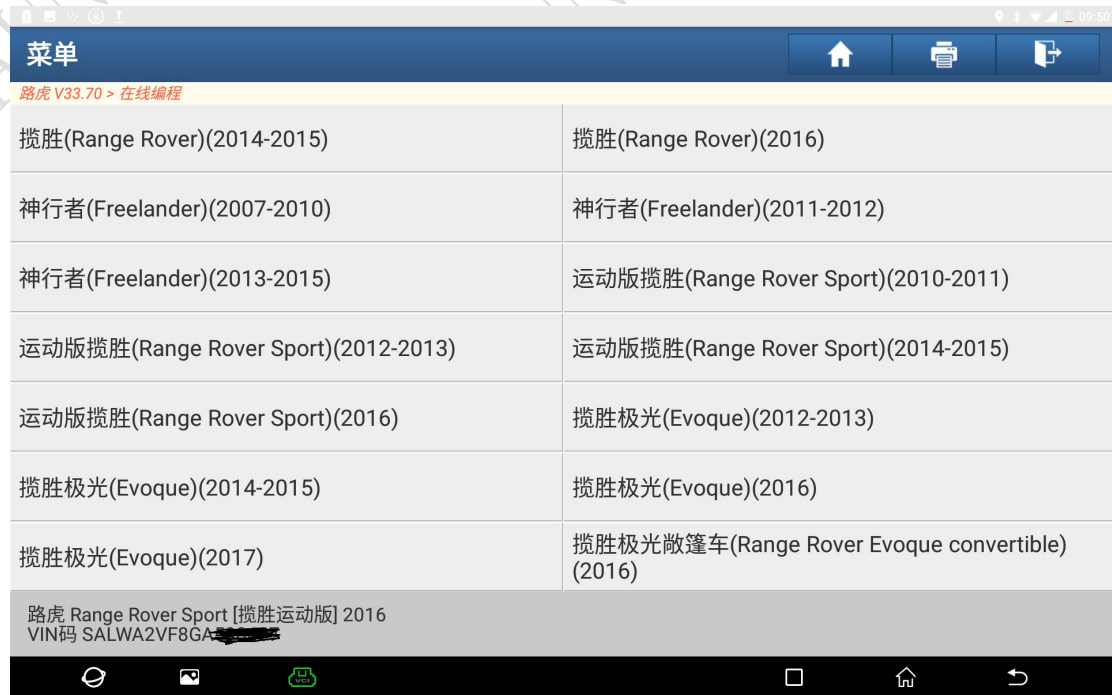 09:50
菜单
路虎 V33.70 > 在线编程
揽胜(Range Rover)(2014-2015)
揽胜(Range Rover)(2016)
神行者(Freelander)(2007-2010)
神行者(Freelander)(2011-2012)
神行者(Freelander)(2013-2015)
运动版揽胜(Range Rover Sport)(2010-2011)
运动版揽胜(Range Rover Sport)(2012-2013)
运动版揽胜(Range Rover Sport)(2014-2015)
运动版揽胜(Range Rover Sport)(2016)
揽胜极光(Evoque)(2012-2013)
揽胜极光(Evoque)(2014-2015)
揽胜极光(Evoque)(2016)
揽胜极光(Evoque)(2017)
揽胜极光敞篷车(Range Rover Evoque convertible)
(2016)
路虎 Range Rover Sport [揽胜运动版] 2016
VIN码 SALWA2VF8GA
VCI